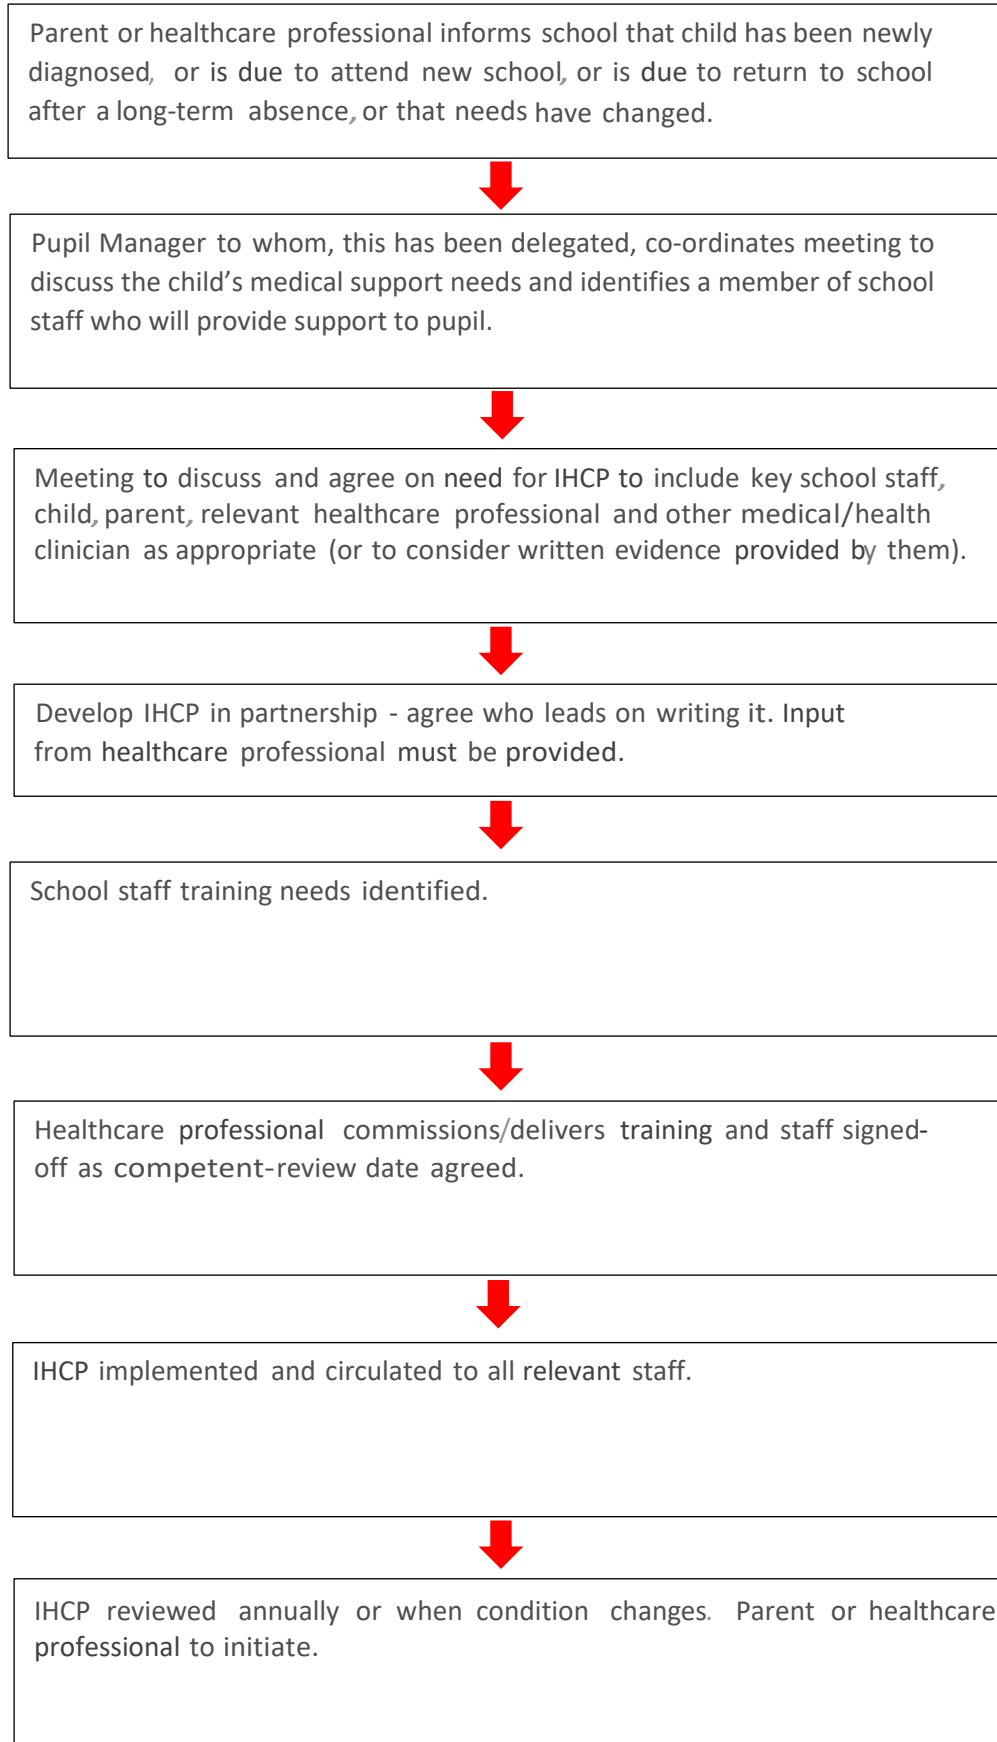 Parent or healthcare professional informs school that child has been newly
diagnosed, or is due to attend new school, or is due to return to school
after a long-term absence, or that needs have changed.
Pupil Manager to whom, this has been delegated, co-ordinates meeting to
discuss the child’s medical support needs and identifies a member of school
staff who will provide support to pupil.
Meeting to discuss and agree on need for IHCP to include key school staff,
child, parent, relevant healthcare professional and other medical/health
clinician as appropriate (or to consider written evidence provided by them).
Develop IHCP in partnership - agree who leads on writing it. Input
from healthcare professional must be provided.
School staff training needs identified.
Healthcare professional commissions/delivers training and staff signed-
off as competent-review date agreed.
IHCP implemented and circulated to all relevant staff.
IHCP reviewed annually or when condition changes. Parent or healthcare
professional to initiate.